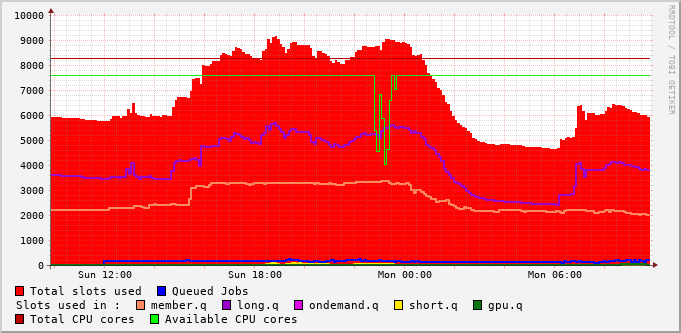 10000
9000
8000
7000
6000
5000
4000
3000
2000
1000
0
Sun 12:00 Sun 18:00 Mon 00:00 Mon 06:00
Total slots used Queued Jobs
Slots used in : member.q long.q ondemand.q short.q gpu.q
Total CPU cores Available CPU cores
RRDTOOL / TOBI OETIKER